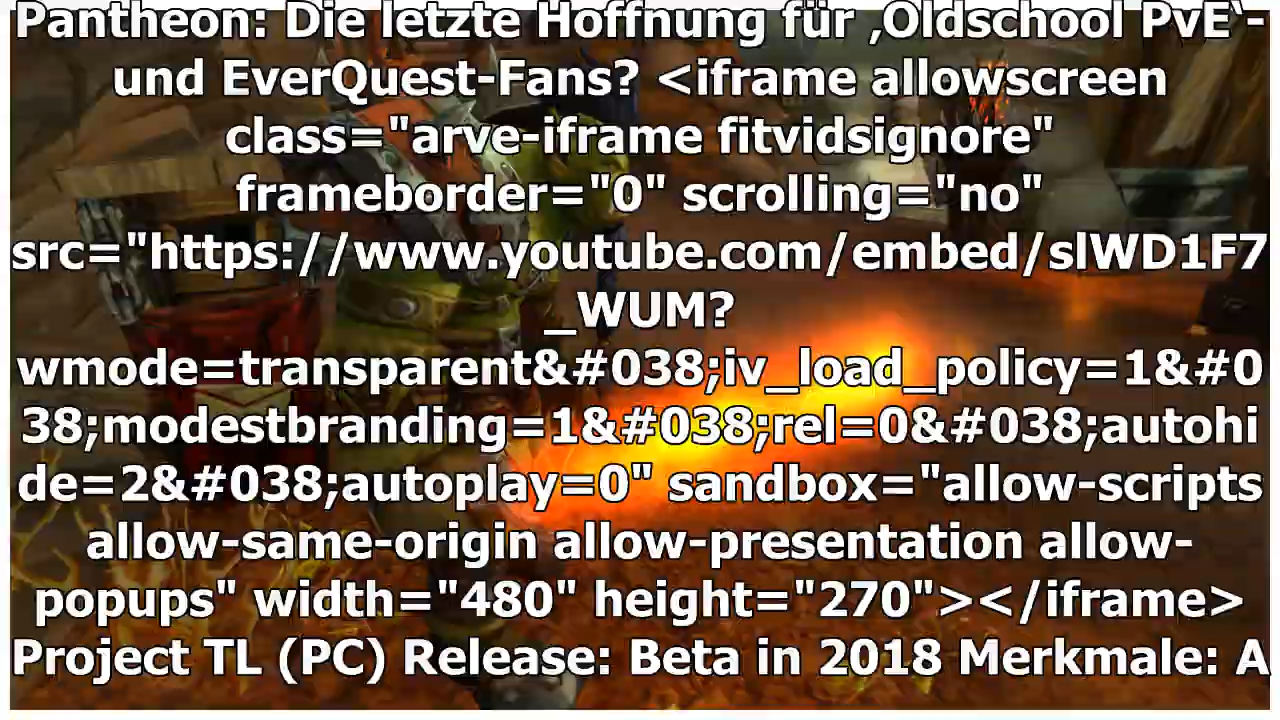 Pantheon: Die letzte Hoffnung für ‚Oldschool PvE‘-
und EverQuest-Fans? <iframe allowscreen
class="arve-iframe fitvidsignore"
frameborder="0" scrolling="no"
src="https://www.youtube.com/embed/slWD1F7
_WUM?
wmode=transparent&#038;iv_load_policy=1&#0
38;modestbranding=1&#038;rel=0&#038;autohi
de=2&#038;autoplay=0" sandbox="allow-scripts
allow-same-origin allow-presentation allow-
popups" width="480" height="270"></iframe>
Project TL (PC) Release: Beta in 2018 Merkmale: A